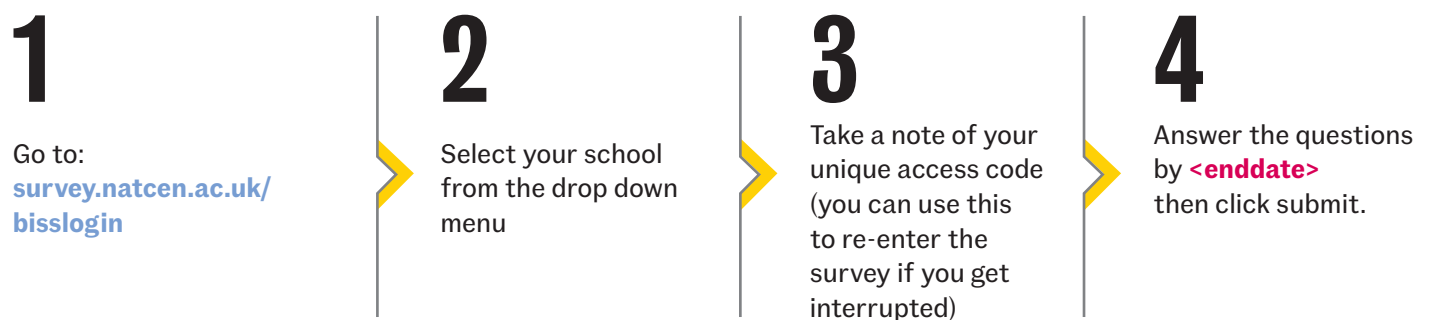 1
Go to:
survey.natcen.ac.uk/
bisslogin
2
Select your school
from the drop down
menu
3
Take a note of your
unique access code
(you can use this
to re-enter the
survey if you get
interrupted)
4
Answer the questions
by <enddate>
then click submit.